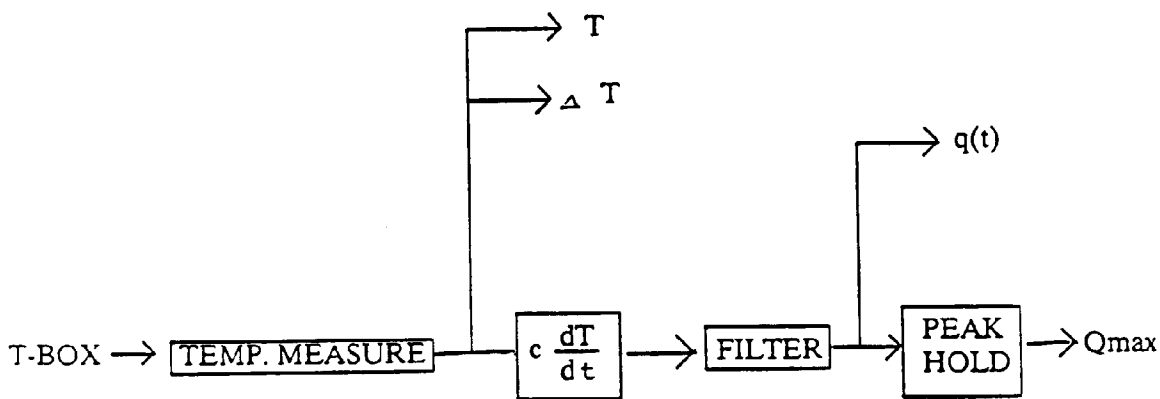 T
Δ T
q(t)
T-BOX
TEMP. MEASURE
c dT
dt
FILTER
PEAK
HOLD
Qmax